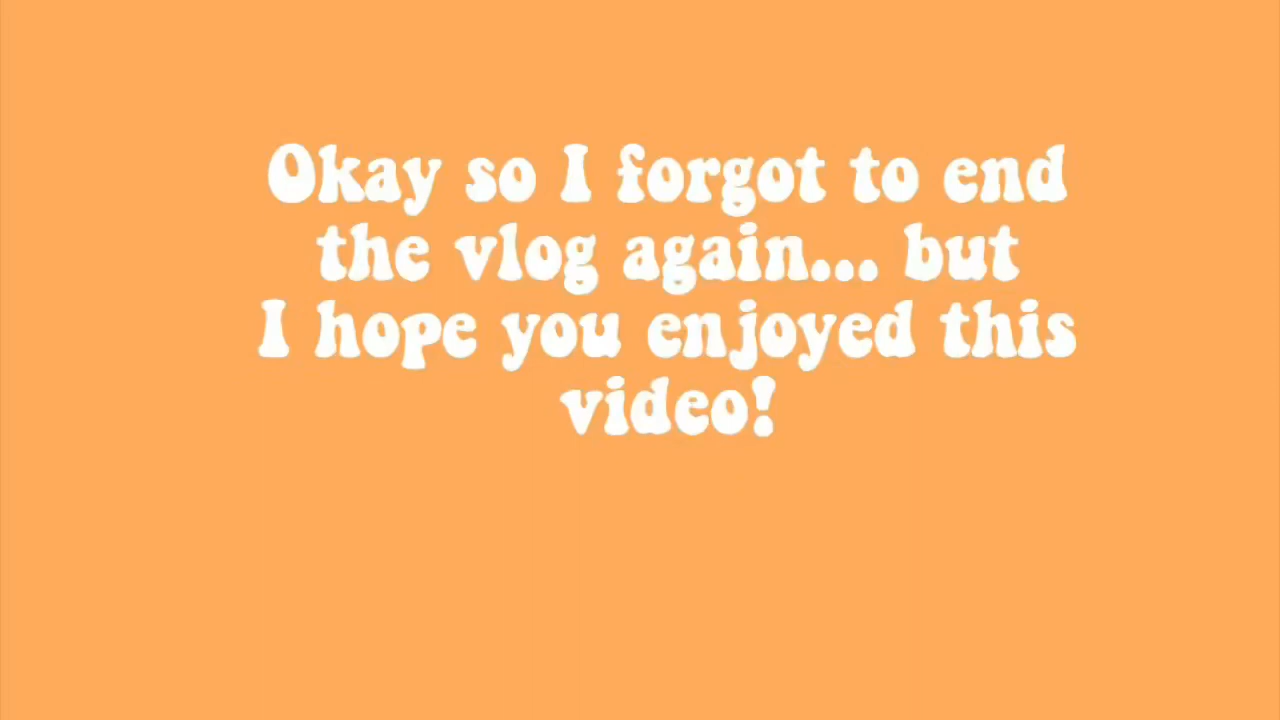 Okay so I forgot to end
the vlog again... but
I hope you enjoyed this
video!